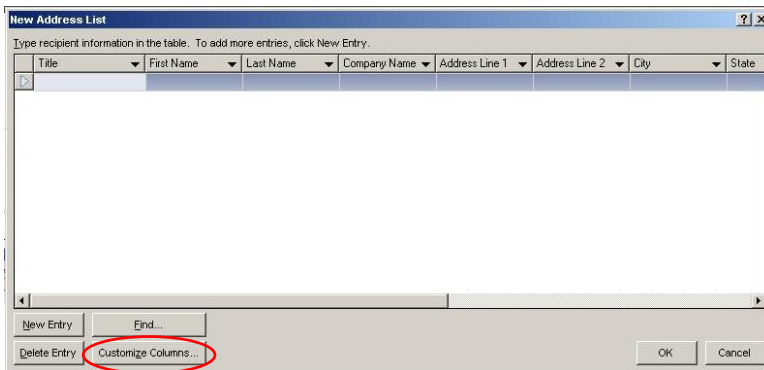 New Address List
Type recipient information in the table. To add more entries, click New Entry.
Title First Name Last Name Company Name Address Line 1 Address Line 2 City State
New Entry Find...
Delete Entry Customize Columns... OK Cancel